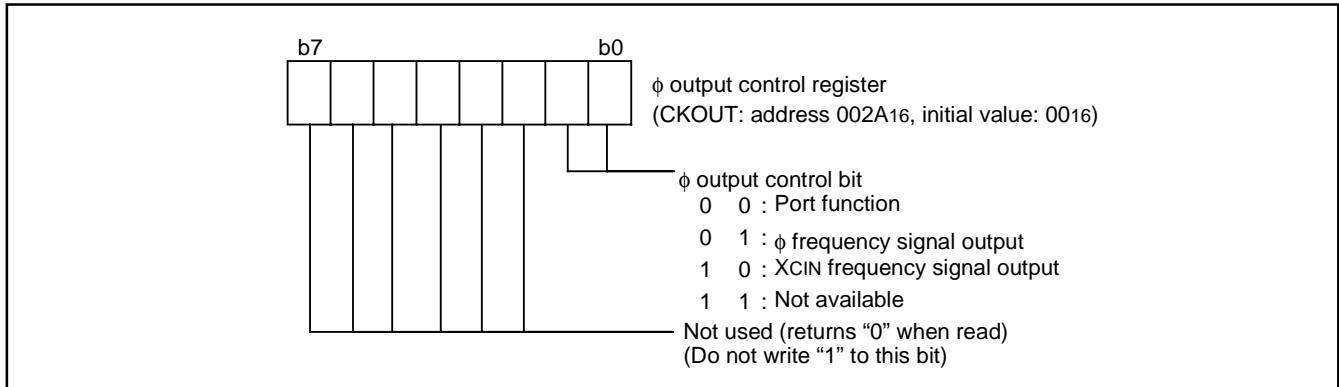 b7 b0
ϕ output control register
(CKOUT: address 002A16, initial value: 0016)
ϕ output control bit
0 0 : Port function
0 1 : ϕ frequency signal output
1 0 : XCIN frequency signal output
1 1 : Not available
Not used (returns “0” when read)
(Do not write “1” to this bit)